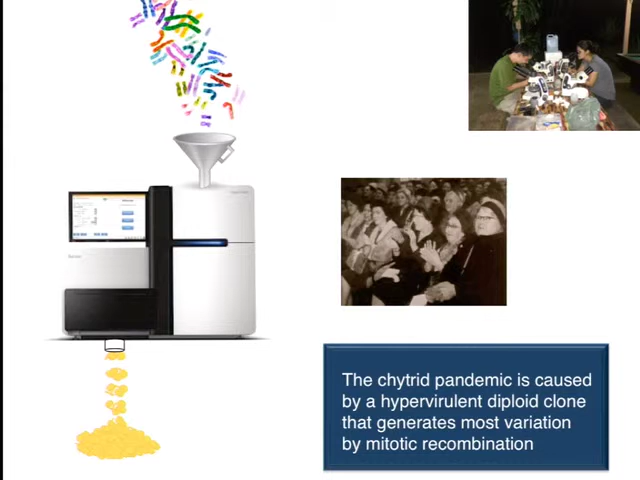 The chytrid pandemic is caused
by a hypervirulent diploid clone
that generates most variation
by mitotic recombination